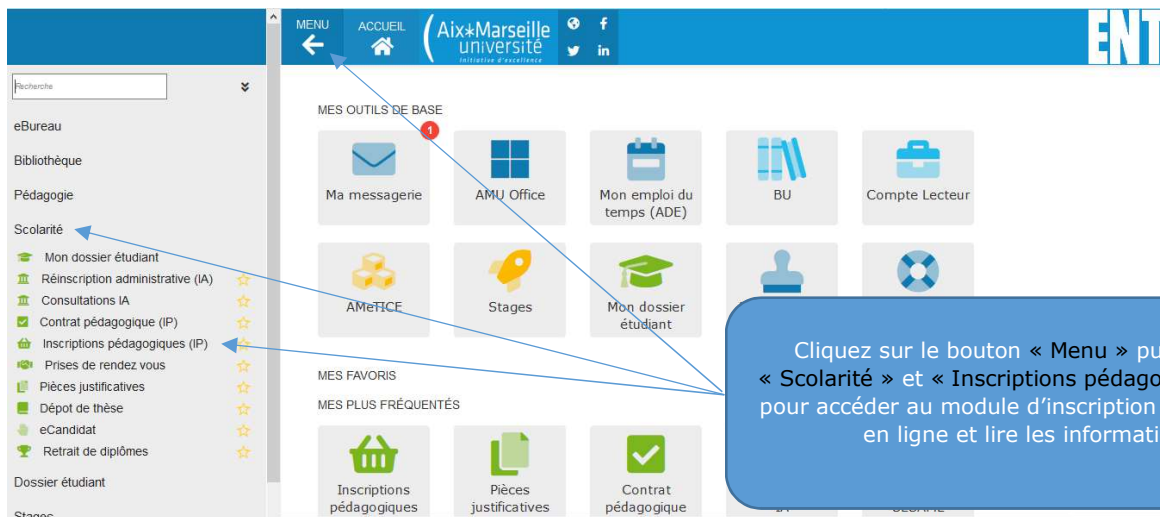 MENU
ACCUEIL
Aix*Marseille
université
Initiative d'excellence
ENT
Recherche
eBureau
Bibliothèque
Pédagogie
Scolarité
Mon dossier étudiant
Réinscription administrative (IA)
Consultations IA
Contrat pédagogique (IP)
Inscriptions pédagogiques (IP)
Prises de rendez vous
Pièces justificatives
Dépot de thèse
eCandidat
Retrait de diplômes
Dossier étudiant
Stages
MES OUTILS DE BASE
1
Ma messagerie
AMU Office
Mon emploi du
temps (ADE)
BU
Compte Lecteur
AMeTICE
Stages
Mon dossier
étudiant
MES FAVORIS
MES PLUS FRÉQUENTÉS
Inscriptions
pédagogiques
Pièces
justificatives
Contrat
pédagogique
Cliquez sur le bouton « Menu » pu
« Scolarité » et « Inscriptions pédago
pour accéder au module d'inscription
en ligne et lire les informati